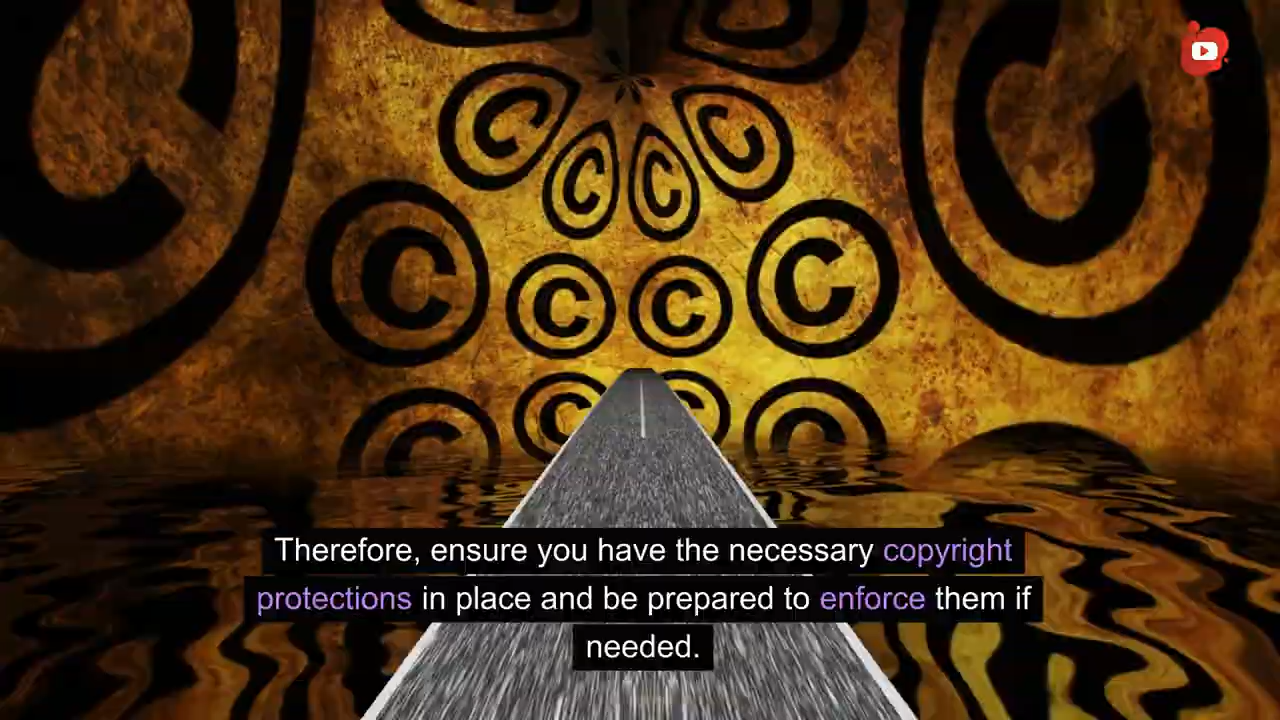 Therefore, ensure you have the necessary copyright
protections in place and be prepared to enforce them if
needed.